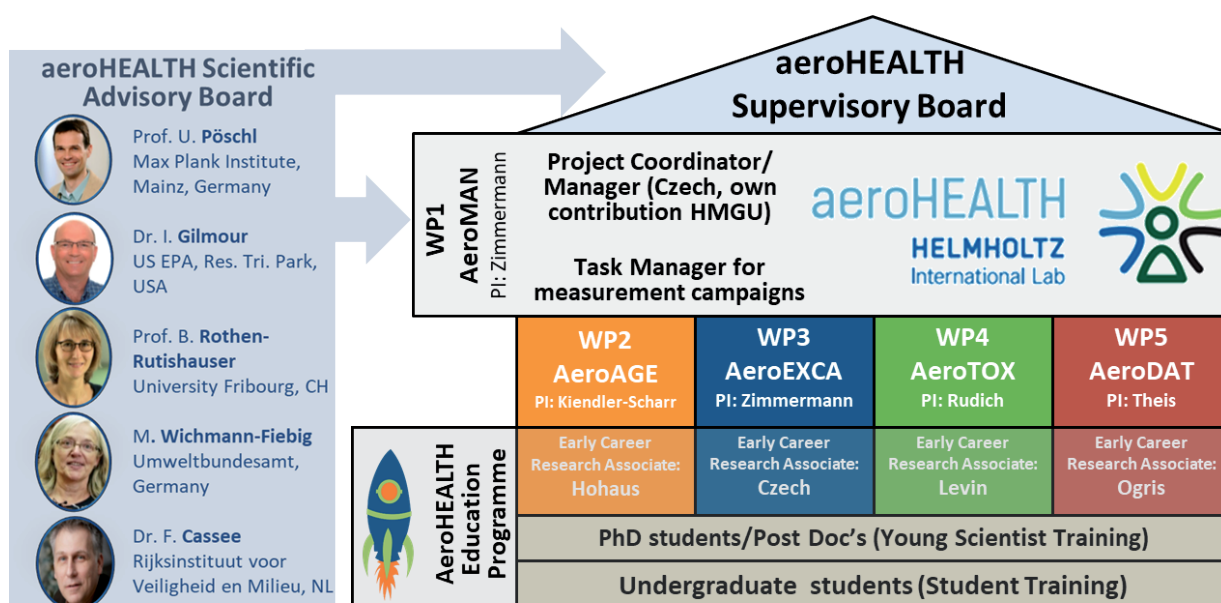 aeroHEALTH Scientific
Advisory Board
Prof. U. Pöschl
Max Plank Institute,
Mainz, Germany
Dr. I. Gilmour
US EPA, Res. Tri. Park,
USA
Prof. B. Rothen-
Rutishauser
University Fribourg, CH
M. Wichmann-Fiebig
Umweltbundesamt,
Germany
Dr. F. Cassee
Rijksinstituut voor
Veiligheid en Milieu, NL
aeroHEALTH
Supervisory Board
WP1
AeroMAN
PI: Zimmermann
Project Coordinator/
Manager (Czech, own
contribution HMGU)
Task Manager for
measurement campaigns
aeroHEALTH
HELMHOLTZ
International Lab
WP2
AeroAGE
PI: Kiendler-Scharr
WP3
AeroEXCA
PI: Zimmermann
WP4
AeroTOX
PI: Rudich
WP5
AeroDAT
PI: Theis
AeroHEALTH
Education
Programme
Early Career
Research Associate:
Hohaus
Early Career
Research Associate:
Czech
Early Career
Research Associate:
Levin
Early Career
Research Associate:
Ogris
PhD students/Post Doc's (Young Scientist Training)
Undergraduate students (Student Training)